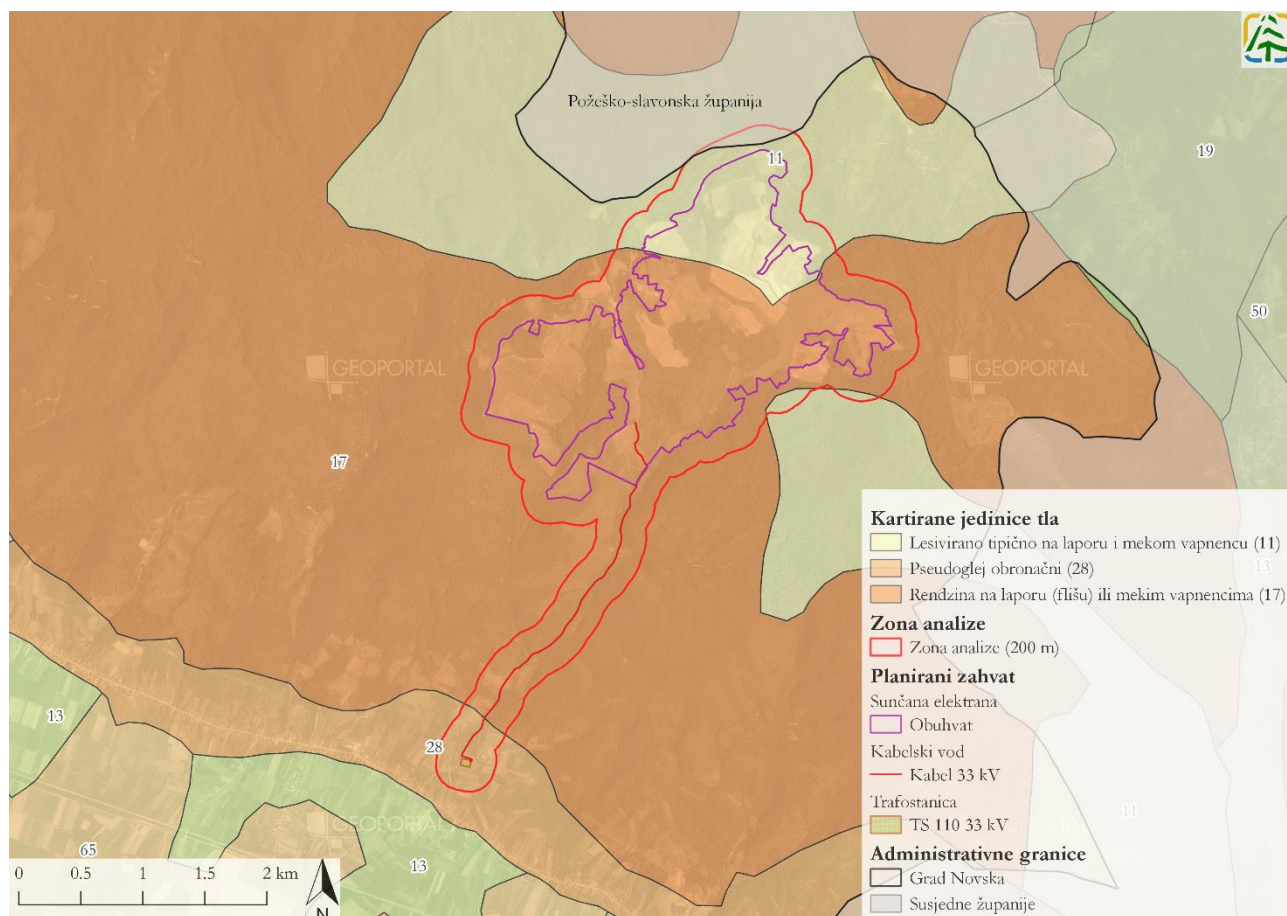 Požeško-slavonska županija
11
19
50
GEOPORTAL
GEOPORTAL
17
Kartirane jedinice tla
Lesivirano tipično na laporu i mekom vapnencu (11)
Pseudoglej obronačni (28)
Rendzina na laporu (flišu) ili mekim vapnencima (17)
13
Zona analize
Zona analize (200 m)
Planirani zahvat
Sunčana elektrana
Obuhvat
Kabelski vod
Kabel 33 kV
Trafostanica
TS 110 33 kV
11
Administrativne granice
Grad Novska
Susjedne županije
13
28
GEOPORTAL
65
13
0 0.5 1 1.5 2 km
N